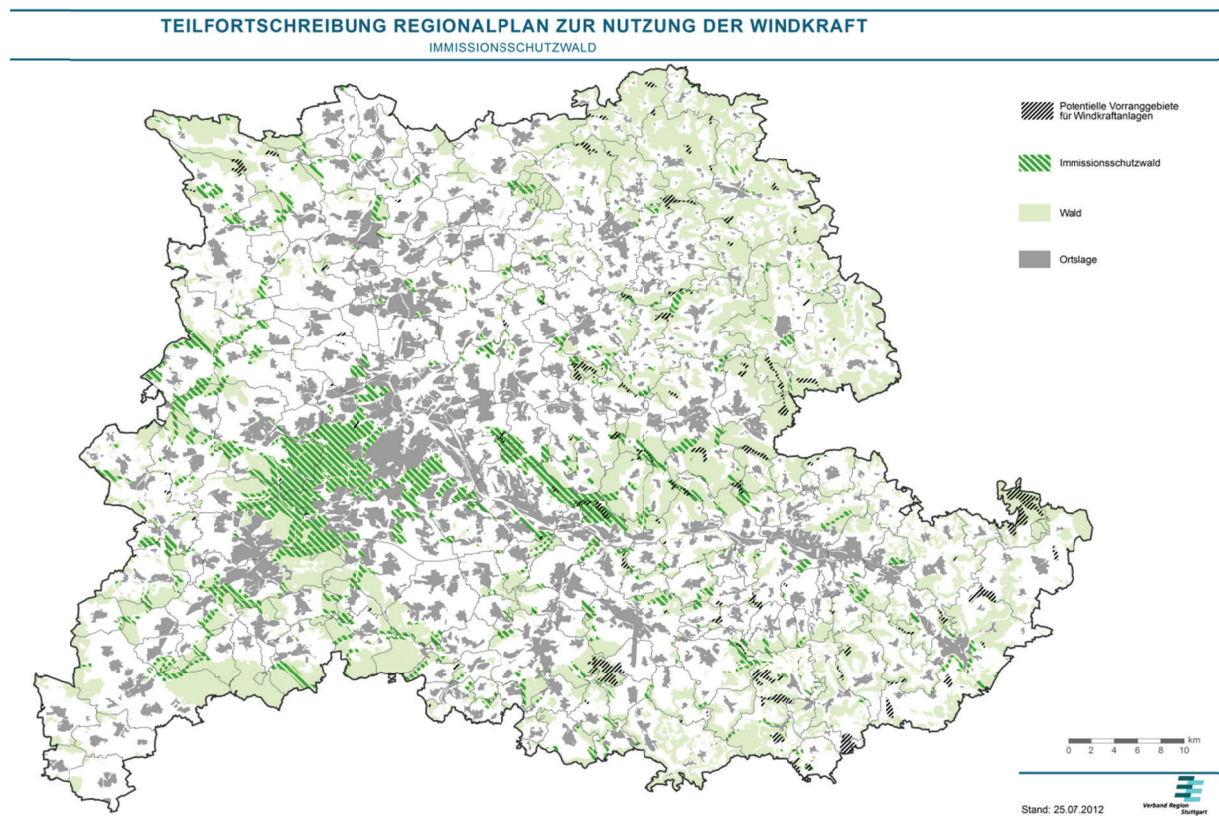 TEILFORTSCHREIBUNG REGIONALPLAN ZUR NUTZUNG DER WINDKRAFT
IMMISSIONSSCHUTZWALD
Potentielle Vorranggebiete
für Windkraftanlagen
Immissionsschutzwald
Wald
Ortslage
km
0 2 4 6 8 10
Stand: 25.07.2012
Verband Region
Stuttgart